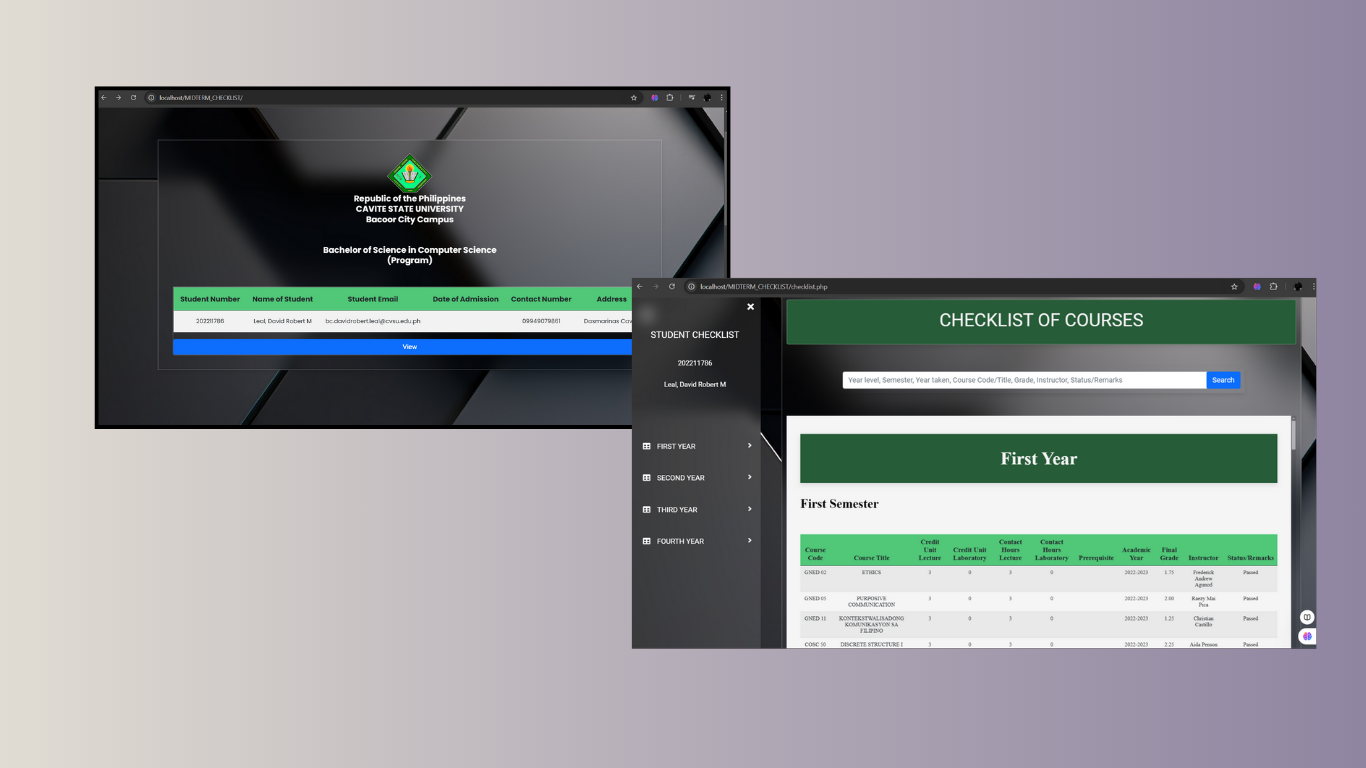 localhost/MIDTERM_CHECKLIST/
Republic of the Philippines
CAVITE STATE UNIVERSITY
Bacoor City Campus
Bachelor of Science in Computer Science
(Program)
Student Number Name of Student Student Email Date of Admission Contact Number Address
202211786 Leal, David Robert M bc.davidrobert.leal@cvsu.edu.ph 09949079861 Dasmarinas Cav
View
localhost/MIDTERM_CHECKLIST/checklist.php
STUDENT CHECKLIST
202211786
Leal, David Robert M
FIRST YEAR
SECOND YEAR
THIRD YEAR
FOURTH YEAR
CHECKLIST OF COURSES
Year level, Semester, Year taken, Course Code/Title, Grade, Instructor, Status/Remarks Search
First Year
First Semester
Course Code Course Title Credit Unit Lecture Credit Unit Laboratory Contact Hours Lecture Contact Hours Laboratory Prerequisite Academic Year Final Grade Instructor Status/Remarks
GNED 02 ETHICS 3 0 3 0 2022-2023 1.75 Frederick Andrew Passed
GNED 05 PURPOSIVE COMMUNICATION 3 0 3 0 2022-2023 2.00 Mia Passed
GNED 11 KONTEKSTWALISADONG KOMUNIKASYON SA FILIPINO 3 0 3 0 2022-2023 1.25 Christian Castillo Passed
COSC 50 DISCRETE STRUCTURE I 3 0 3 0 2022-2023 2.25 Aida Penson Passed